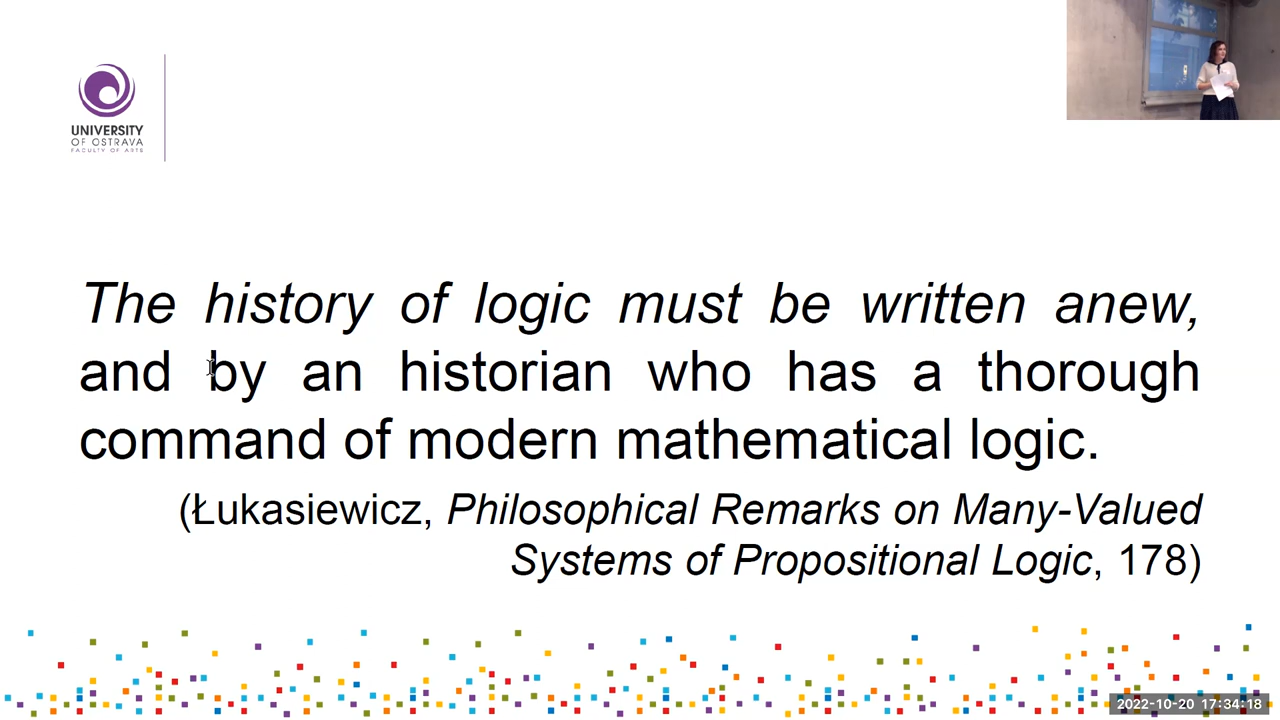 UNIVERSITY
OF OSTRAVA
FACULTY OF ARTS
The history of logic must be written anew,
and by an historian who has a thorough
command of modern mathematical logic.
(Łukasiewicz, Philosophical Remarks on Many-Valued
Systems of Propositional Logic, 178)
2022-10-20 17:34:18